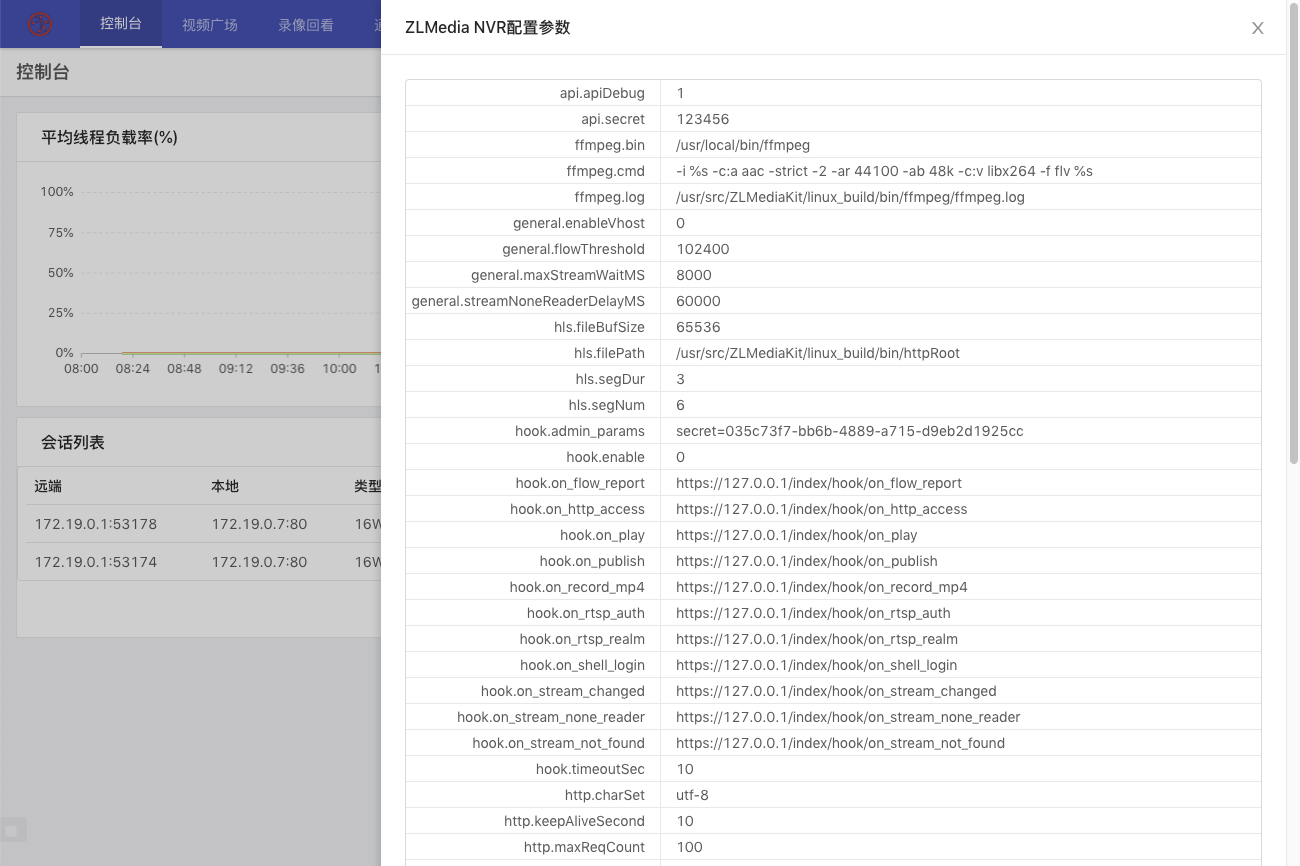 控制台
视频广场
录像回看
控制台
平均线程负载率(%)
100%
75%
50%
25%
0%
08:00 08:24 08:48 09:12 09:36 10:00
会话列表
远端 本地 类型
172.19.0.1:53178 172.19.0.7:80 16W
172.19.0.1:53174 172.19.0.7:80 16W
ZLMedia NVR配置参数
api.apiDebug 1
api.secret 123456
ffmpeg.bin /usr/local/bin/ffmpeg
ffmpeg.cmd -i %s -c:a aac -strict -2 -ar 44100 -ab 48k -c:v libx264 -f flv %s
ffmpeg.log /usr/src/ZLMediaKit/linux_build/bin/ffmpeg/ffmpeg.log
general.enableVhost 0
general.flowThreshold 102400
general.maxStreamWaitMS 8000
general.streamNoneReaderDelayMS 60000
hls.fileBufSize 65536
hls.filePath /usr/src/ZLMediaKit/linux_build/bin/httpRoot
hls.segDur 3
hls.segNum 6
hook.admin_params secret=035c73f7-bb6b-4889-a715-d9eb2d1925cc
hook.enable 0
hook.on_flow_report https://127.0.0.1/index/hook/on_flow_report
hook.on_http_access https://127.0.0.1/index/hook/on_http_access
hook.on_play https://127.0.0.1/index/hook/on_play
hook.on_publish https://127.0.0.1/index/hook/on_publish
hook.on_record_mp4 https://127.0.0.1/index/hook/on_record_mp4
hook.on_rtsp_auth https://127.0.0.1/index/hook/on_rtsp_auth
hook.on_rtsp_realm https://127.0.0.1/index/hook/on_rtsp_realm
hook.on_shell_login https://127.0.0.1/index/hook/on_shell_login
hook.on_stream_changed https://127.0.0.1/index/hook/on_stream_changed
hook.on_stream_none_reader https://127.0.0.1/index/hook/on_stream_none_reader
hook.on_stream_not_found https://127.0.0.1/index/hook/on_stream_not_found
hook.timeoutSec 10
http.charSet utf-8
http.keepAliveSecond 10
http.maxReqCount 100